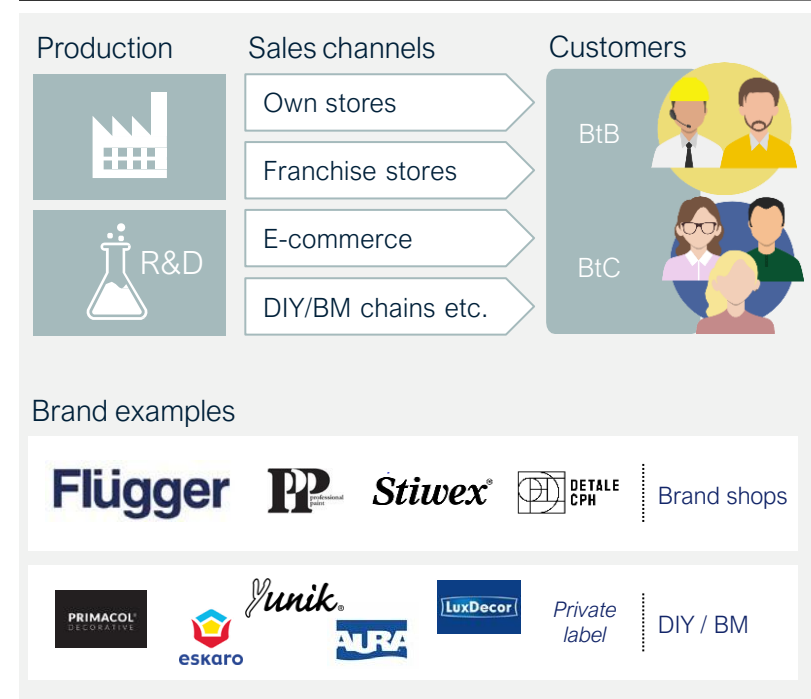 Production
Sales channels
Customers
Own stores
Franchise stores
E-commerce
DIY/BM chains etc.
R&D
BtB
BtC
Brand examples
Flügger
PP professional paint
Stiwex®
DETALE
CPH
Brand shops
PRIMACOL®
DECORATIVE
eskaro
Yunik®
AURA
LuxDecor
Private
label
DIY / BM